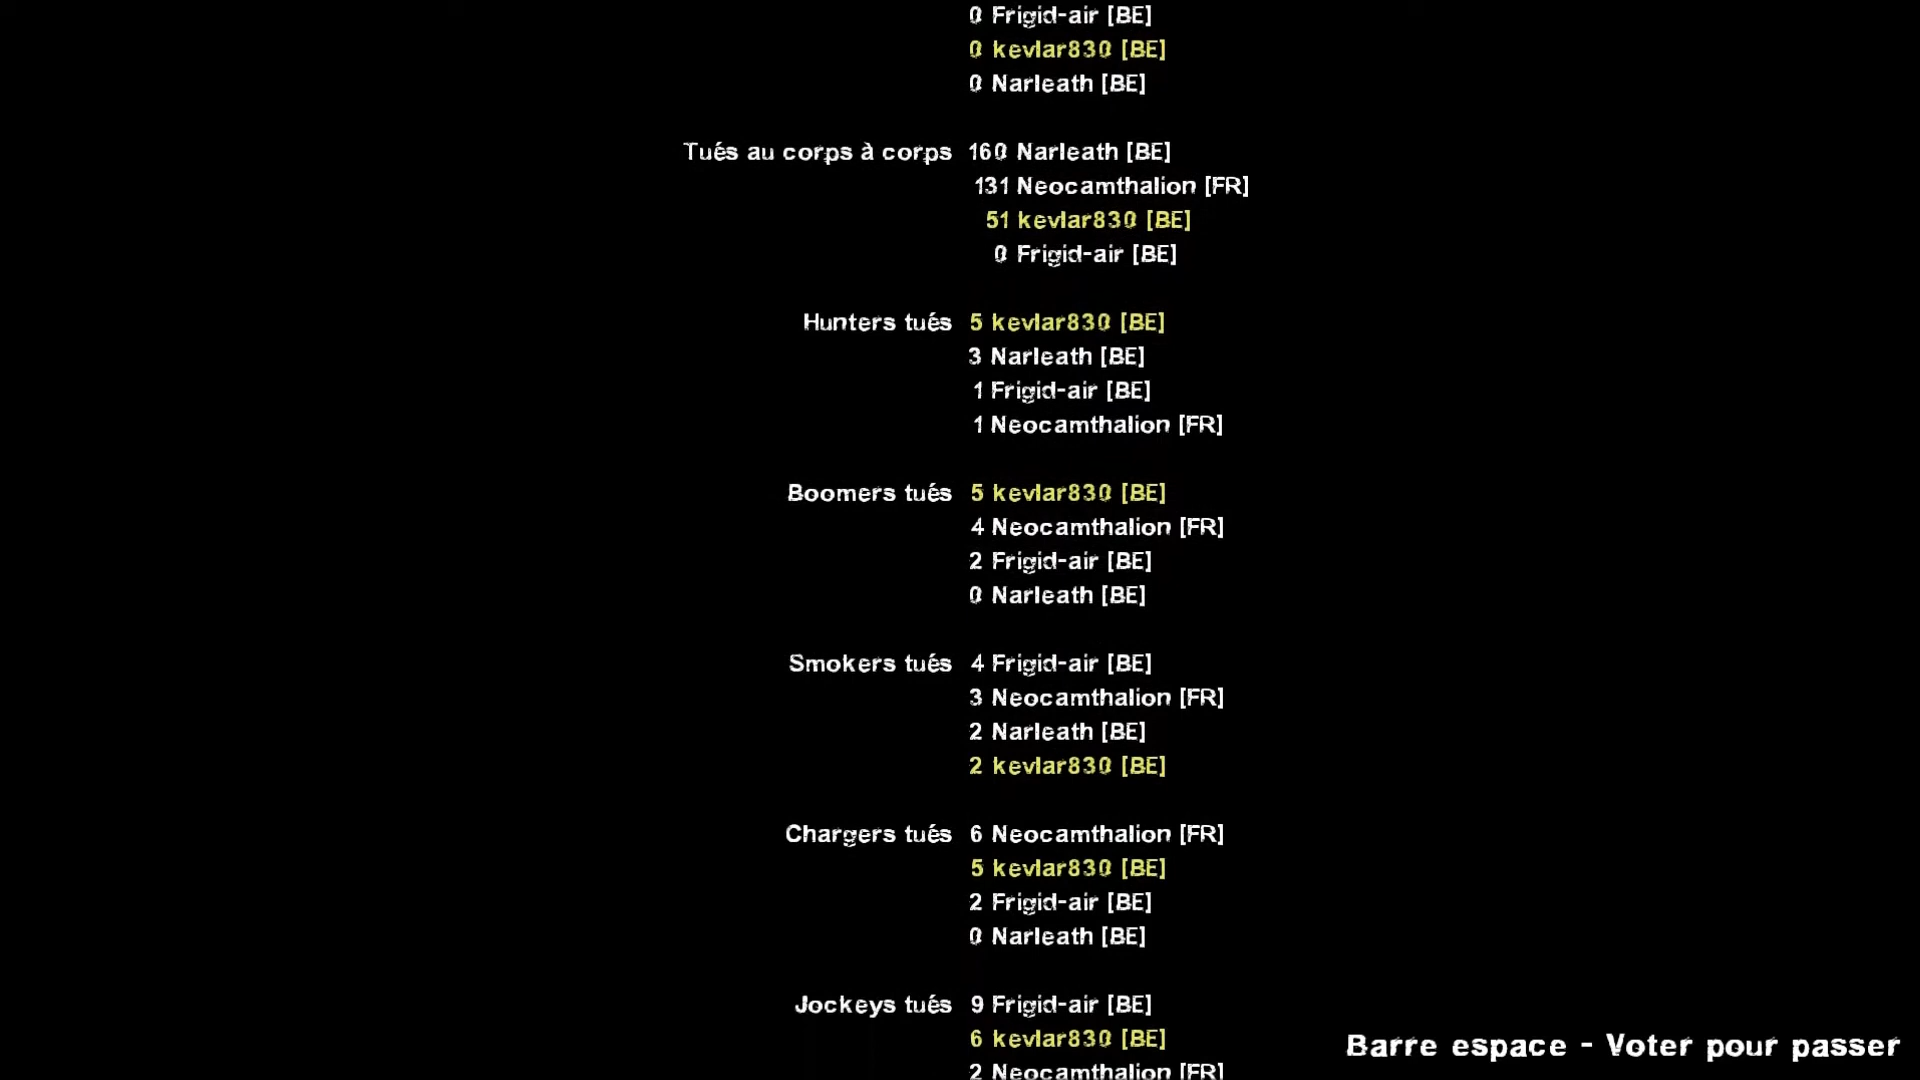 0 Frigid-air [BE]
0 kevlar830 [BE]
0 Narleath [BE]
Tués au corps à corps 160 Narleath [BE]
131 Neocamthalion [FR]
51 kevlar830 [BE]
0 Frigid-air [BE]
Hunters tués 5 kevlar830 [BE]
3 Narleath [BE]
1 Frigid-air [BE]
1 Neocamthalion [FR]
Boomers tués 5 kevlar830 [BE]
4 Neocamthalion [FR]
2 Frigid-air [BE]
0 Narleath [BE]
Smokers tués 4 Frigid-air [BE]
3 Neocamthalion [FR]
2 Narleath [BE]
2 kevlar830 [BE]
Chargers tués 6 Neocamthalion [FR]
5 kevlar830 [BE]
2 Frigid-air [BE]
0 Narleath [BE]
Jockeys tués 9 Frigid-air [BE]
6 kevlar830 [BE]
2 Neocamthalion [FR]
Barre espace - Voter pour passer